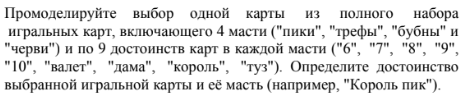 Промоделируйте выбор одной карты из полного набора
игральных карт, включающего 4 масти ("пики", "трефы", "бубны" и
"черви") и по 9 достоинств карт в каждой масти ("6", "7", "8", "9",
"10", "валет", "дама", "король", "туз"). Определите достоинство
выбранной игральной карты и её масть (например, "Король пик").